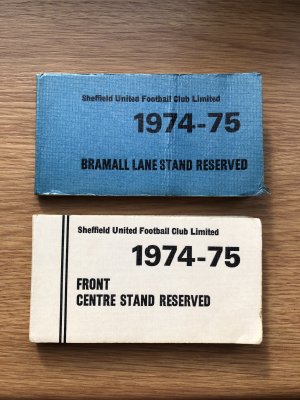 Sheffield United Football Club Limited
1974-75
BRAMALL LANE STAND RESERVED
Sheffield United Football Club Limited
1974-75
FRONT
CENTRE STAND RESERVED